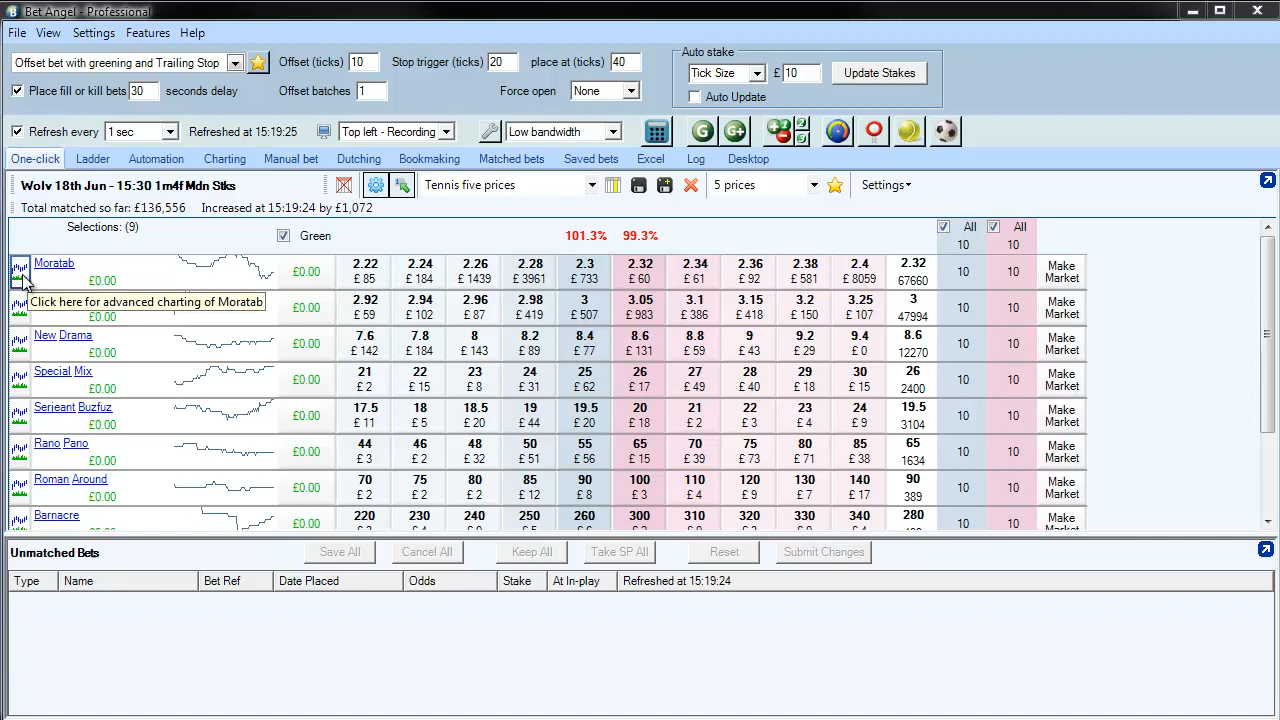 Bet Angel - Professional
File View Settings Features Help
Offset bet with greening and Trailing Stop Offset (ticks) 10 Stop trigger (ticks) 20 place at (ticks) 40
Auto stake
Tick Size £ 10 Update Stakes
Auto Update
Place fill or kill bets 30 seconds delay Offset batches 1 Force open None
Refresh every 1 sec Refreshed at 15:19:25 Top left - Recording Low bandwidth G G+
One-click Ladder Automation Charting Manual bet Dutching Bookmaking Matched bets Saved bets Excel Log Desktop
Wolv 18th Jun - 15:30 1m4f Mdn Stks Tennis five prices 5 prices Settings
Total matched so far: £136,556 Increased at 15:19:24 by £1,072
Selections: (9) Green 101.3% 99.3% All All
10 10
Moratab £0.00 2.22 2.24 2.26 2.28 2.3 2.32 2.34 2.36 2.38 2.4 2.32 10 10 Make Market
£0.00 £ 85 £ 184 £ 1439 £ 3961 £ 733 £ 60 £ 61 £ 92 £ 581 £ 8059 67660
Click here for advanced charting of Moratab
£0.00 2.92 2.94 2.96 2.98 3 3.05 3.1 3.15 3.2 3.25 3 10 10 Make Market
£0.00 £ 59 £ 102 £ 87 £ 419 £ 507 £ 983 £ 386 £ 418 £ 150 £ 107 47994
New Drama £0.00 7.6 7.8 8 8.2 8.4 8.6 8.8 9 9.2 9.4 8.6 10 10 Make Market
£0.00 £ 142 £ 184 £ 143 £ 89 £ 77 £ 131 £ 59 £ 43 £ 29 £ 0 12270
Special Mix £0.00 21 22 23 24 25 26 27 28 29 30 26 10 10 Make Market
£0.00 £ 2 £ 15 £ 8 £ 31 £ 62 £ 17 £ 49 £ 40 £ 18 £ 15 2400
Serjeant Buzfuz £0.00 17.5 18 18.5 19 19.5 20 21 22 23 24 19.5 10 10 Make Market
£0.00 £ 11 £ 5 £ 20 £ 44 £ 20 £ 18 £ 2 £ 3 £ 4 £ 9 3104
Rano Pano £0.00 44 46 48 50 55 65 70 75 80 85 65 10 10 Make Market
£0.00 £ 3 £ 2 £ 32 £ 51 £ 56 £ 15 £ 39 £ 73 £ 71 £ 38 1634
Roman Around £0.00 70 75 80 85 90 100 110 120 130 140 90 10 10 Make Market
£0.00 £ 2 £ 2 £ 2 £ 12 £ 8 £ 3 £ 4 £ 9 £ 7 £ 17 389
Barnacre £0.00 220 230 240 250 260 300 310 320 330 340 280 10 10 Make
Unmatched Bets Save All Cancel All Keep All Take SP All Reset Submit Changes
Type Name Bet Ref Date Placed Odds Stake At In-play Refreshed at 15:19:24